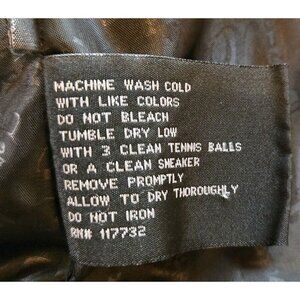 MACHINE WASH COLD
WITH LIKE COLORS
DO NOT BLEACH
TUMBLE DRY LOW
WITH 3 CLEAN TENNIS BALLS
OR A CLEAN SNEAKER
REMOVE PROMPTLY
ALLOW TO DRY THOROUGHLY
DO NOT IRON
RN# 117732